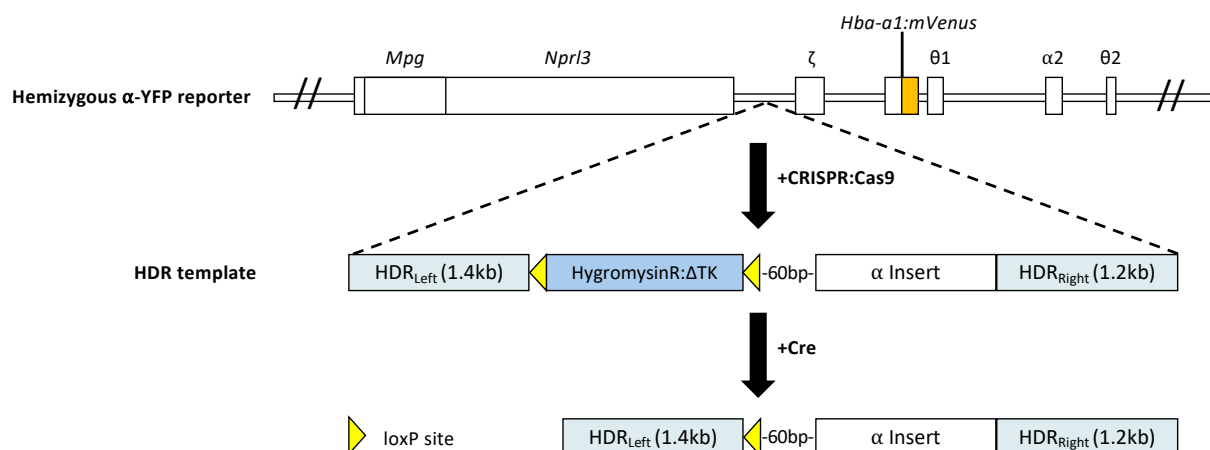 Hba-a1:mVenus
Mpg Nprl3 ζ θ1 α2 θ2
Hemizygous α-YFP reporter
+CRISPR:Cas9
HDR template HDRLeft (1.4kb) HygromysinR:ΔTK -60bp- α Insert HDRRight (1.2kb)
+Cre
loxP site HDRLeft (1.4kb) -60bp- α Insert HDRRight (1.2kb)